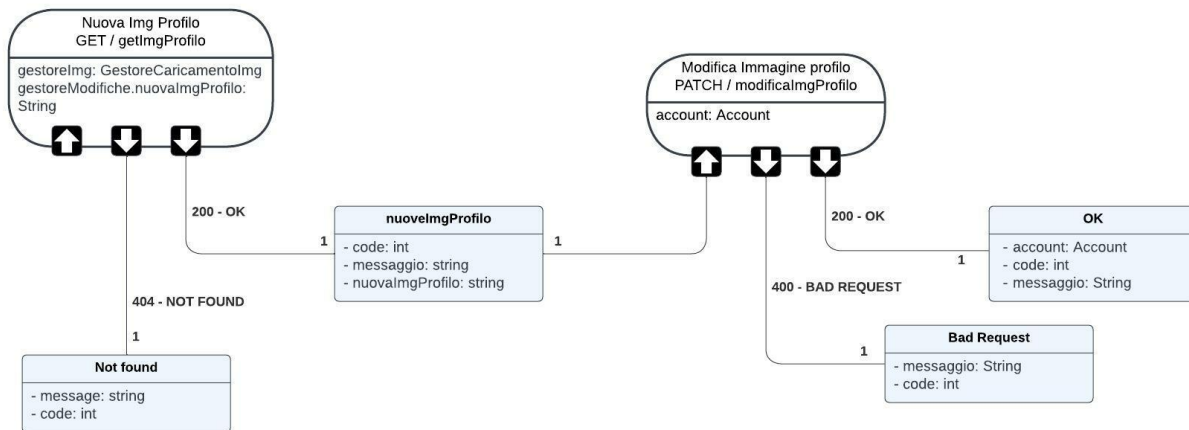 Nuova Img Profilo
GET / getImgProfilo
gestoreImg: GestoreCaricamentoImg
gestoreModifiche.nuovaImgProfilo:
String
200 - OK
1
404 - NOT FOUND
1
Not found
- message: string
- code: int
nuoveImgProfilo
- code: int
- messaggio: string
- nuovaImgProfilo: string
1
Modifica Immagine profilo
PATCH / modificaImgProfilo
account: Account
200 - OK
1
400 - BAD REQUEST
1
OK
- account: Account
- code: int
- messaggio: String
Bad Request
- messaggio: String
- code: int